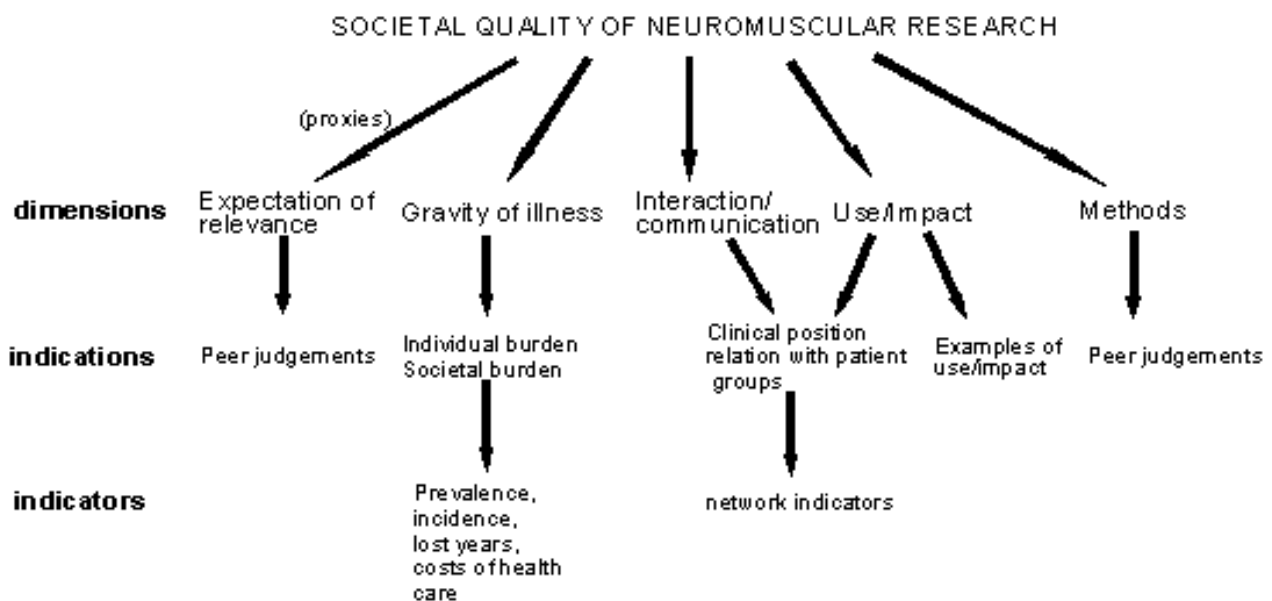 SOCIETAL QUALITY OF NEUROMUSCULAR RESEARCH
(proxies)
dimensions
Expectation of
relevance
Gravity of illness
Interaction/
communication
Use/Impact
Methods
indications
Peer judgements
Individual burden
Societal burden
Clinical position
relation with patient
groups
Examples of
use/impact
Peer judgements
indicators
Prevalence,
incidence,
lost years,
costs of health
care
network indicators